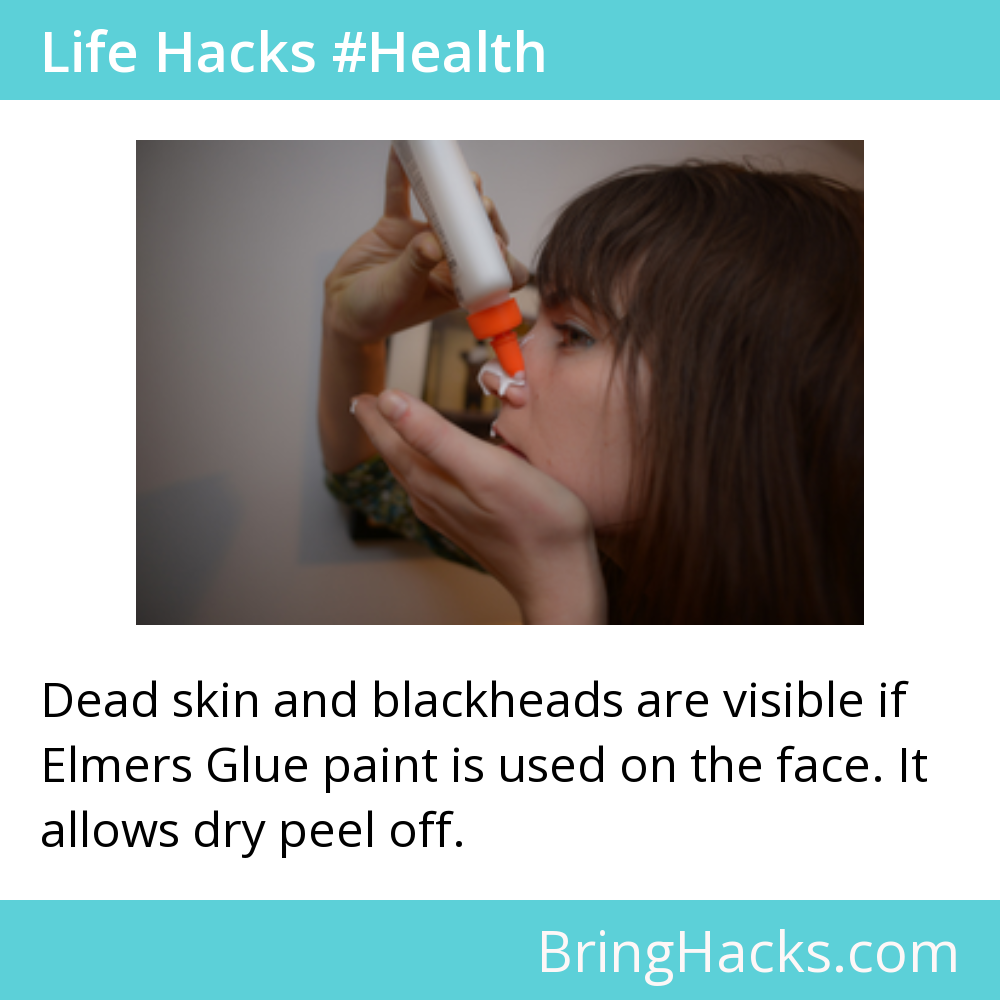 Life Hacks #Health
Dead skin and blackheads are visible if
Elmers Glue paint is used on the face. It
allows dry peel off.
BringHacks.com